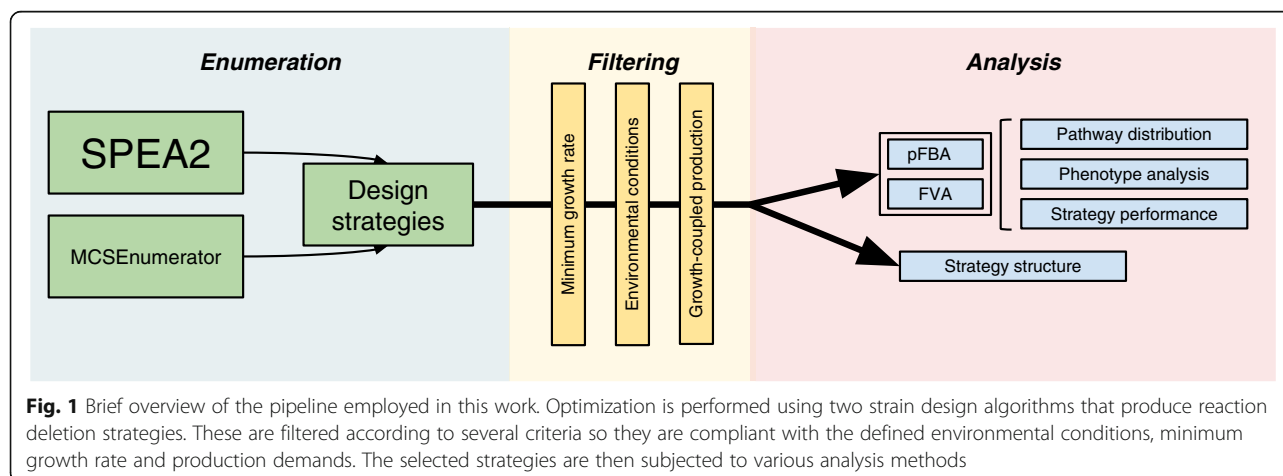 Enumeration
Filtering
Analysis
SPEA2
MCSEnumerator
Design
strategies
Minimum growth rate
Environmental conditions
Growth-coupled production
pFBA
FVA
Pathway distribution
Phenotype analysis
Strategy performance
Strategy structure
Fig. 1 Brief overview of the pipeline employed in this work. Optimization is performed using two strain design algorithms that produce reaction
deletion strategies. These are filtered according to several criteria so they are compliant with the defined environmental conditions, minimum
growth rate and production demands. The selected strategies are then subjected to various analysis methods